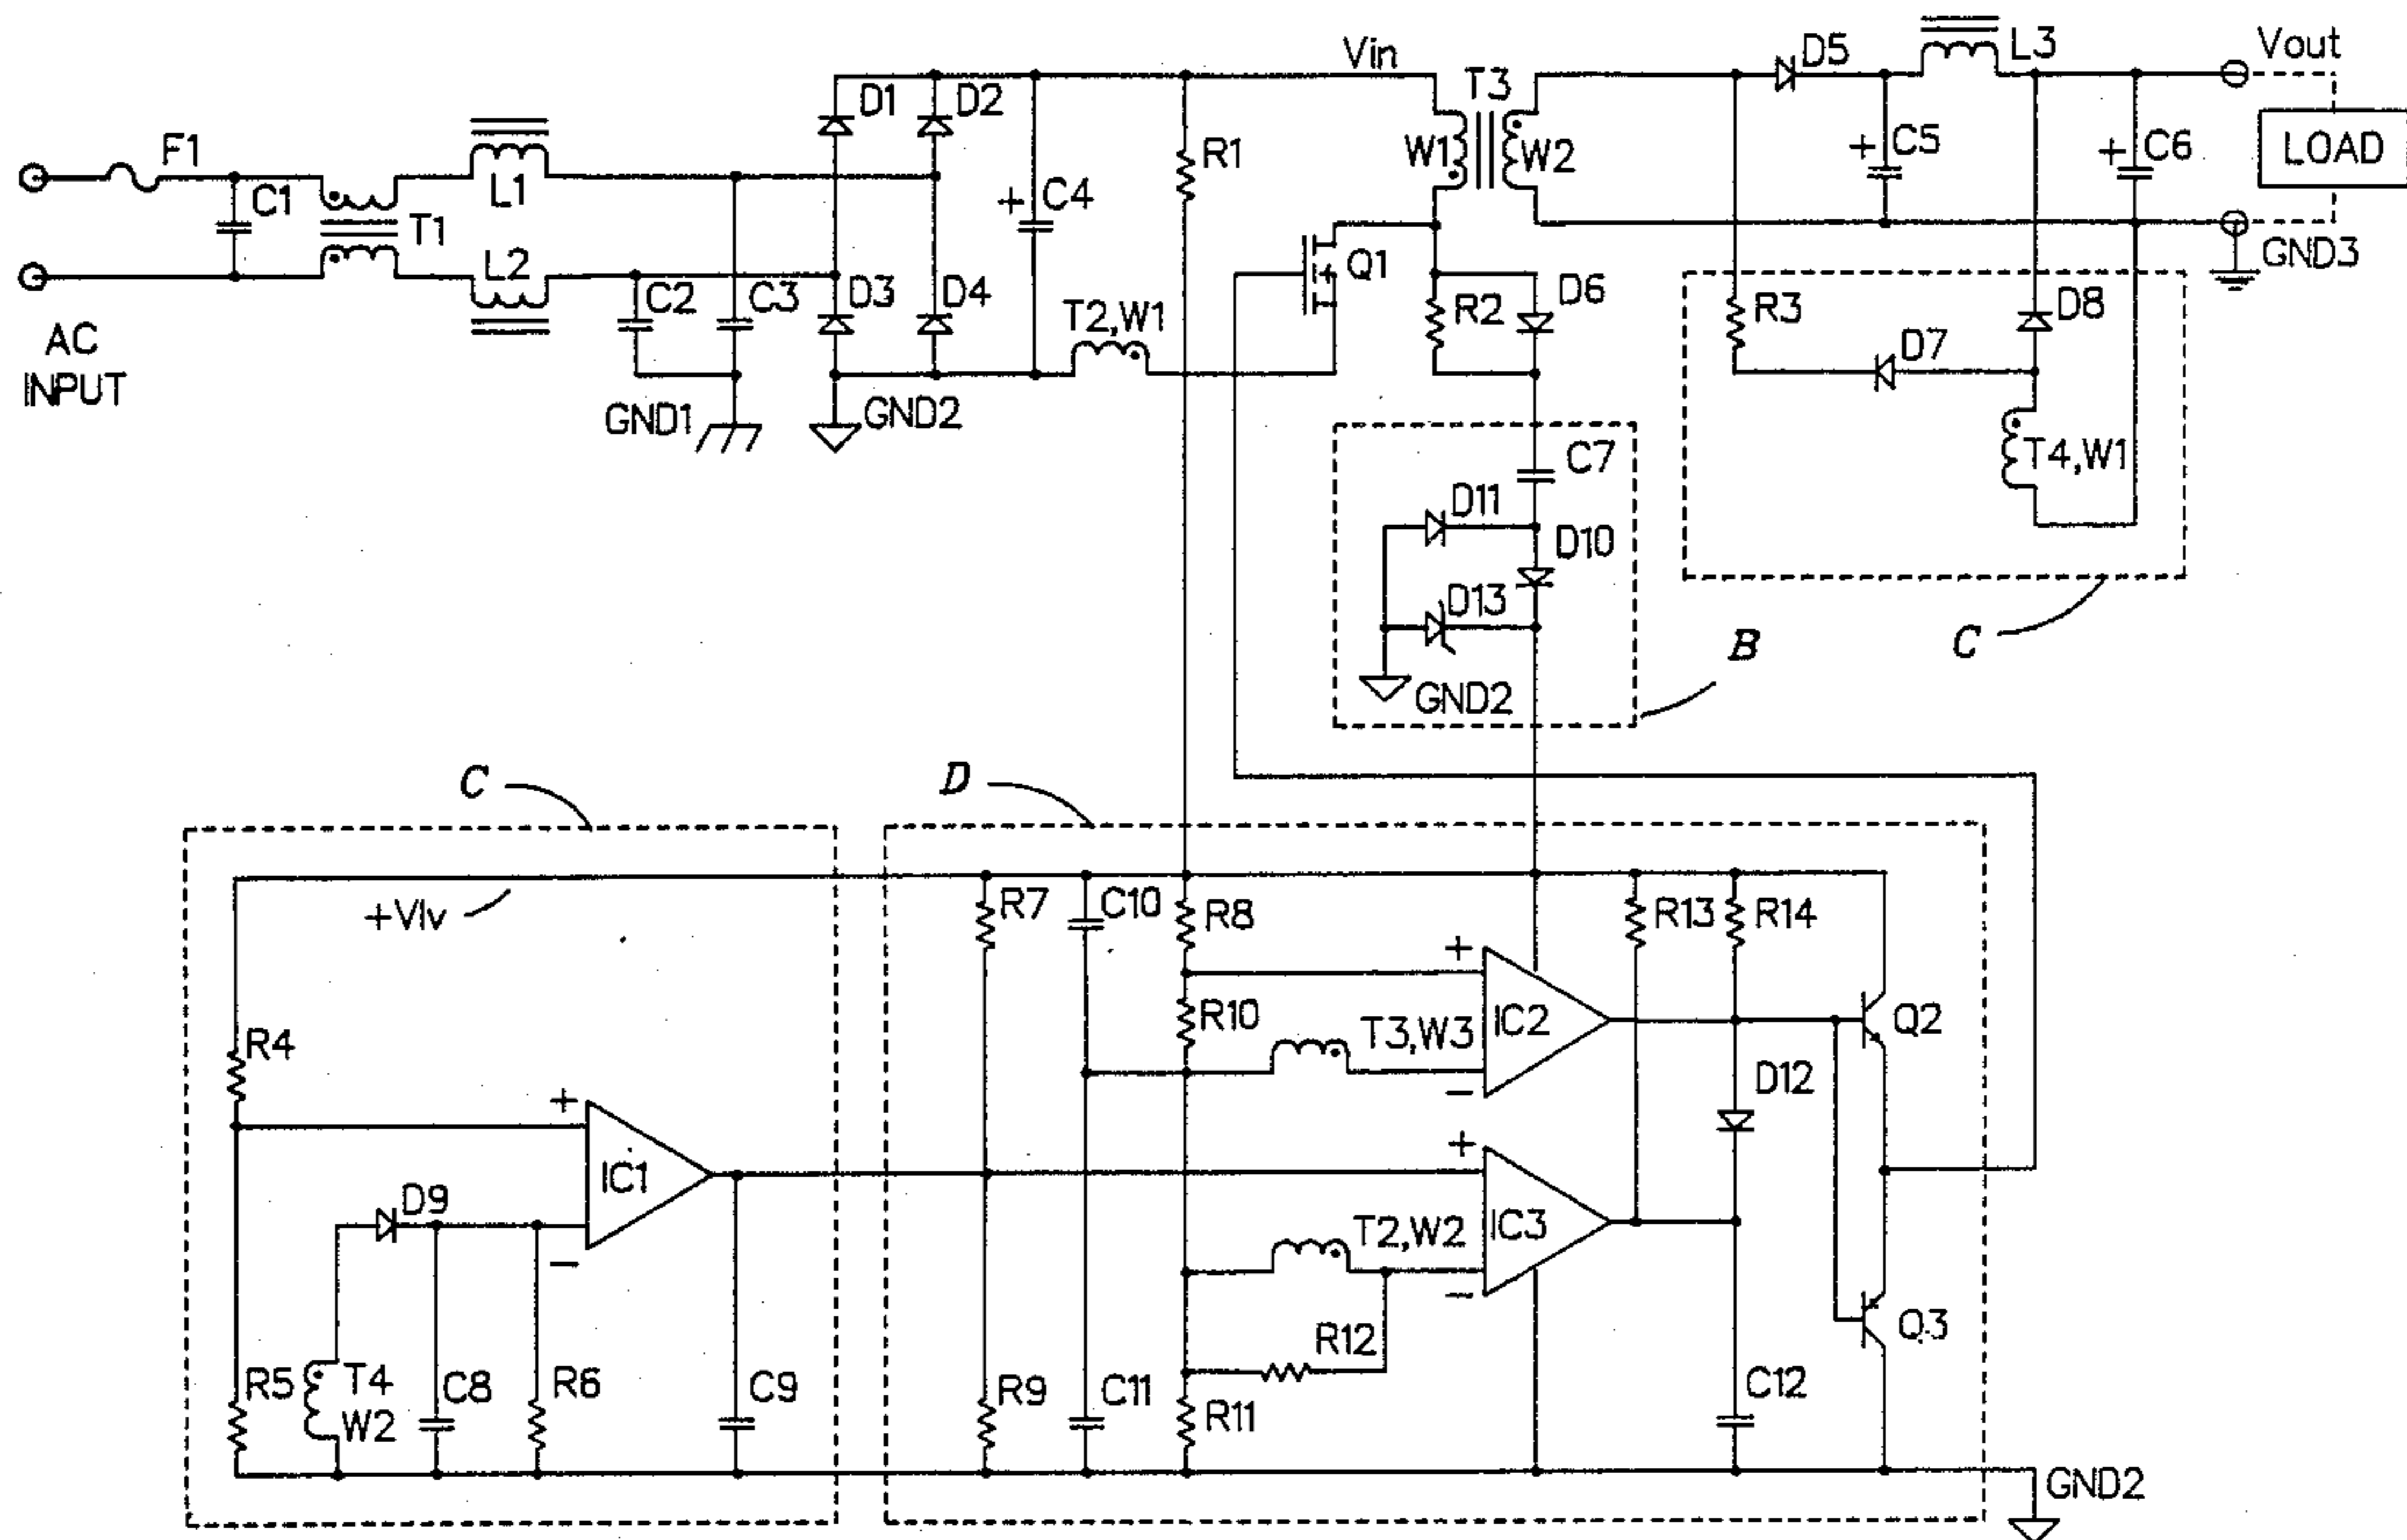 F1
C1
T1
L1
L2
AC
INPUT
C2
C3
GND1
D1
D2
D3
D4
GND2
+
C4
T2,W1
R1
Vin
T3
W1
W2
Q1
R2
D6
D5
L3
Vout
+
C5
+
C6
LOAD
GND3
R3
D7
D8
T4,W1
C
C7
D11
D10
D13
GND2
B
C
D
+Vlv
R4
R5
T4
W2
D9
C8
R6
+
IC1
−
C9
R7
C10
R8
R10
T3,W3
+
IC2
−
R13
R14
Q2
D12
+
IC3
−
T2,W2
R12
R9
C11
R11
C12
Q3
GND2